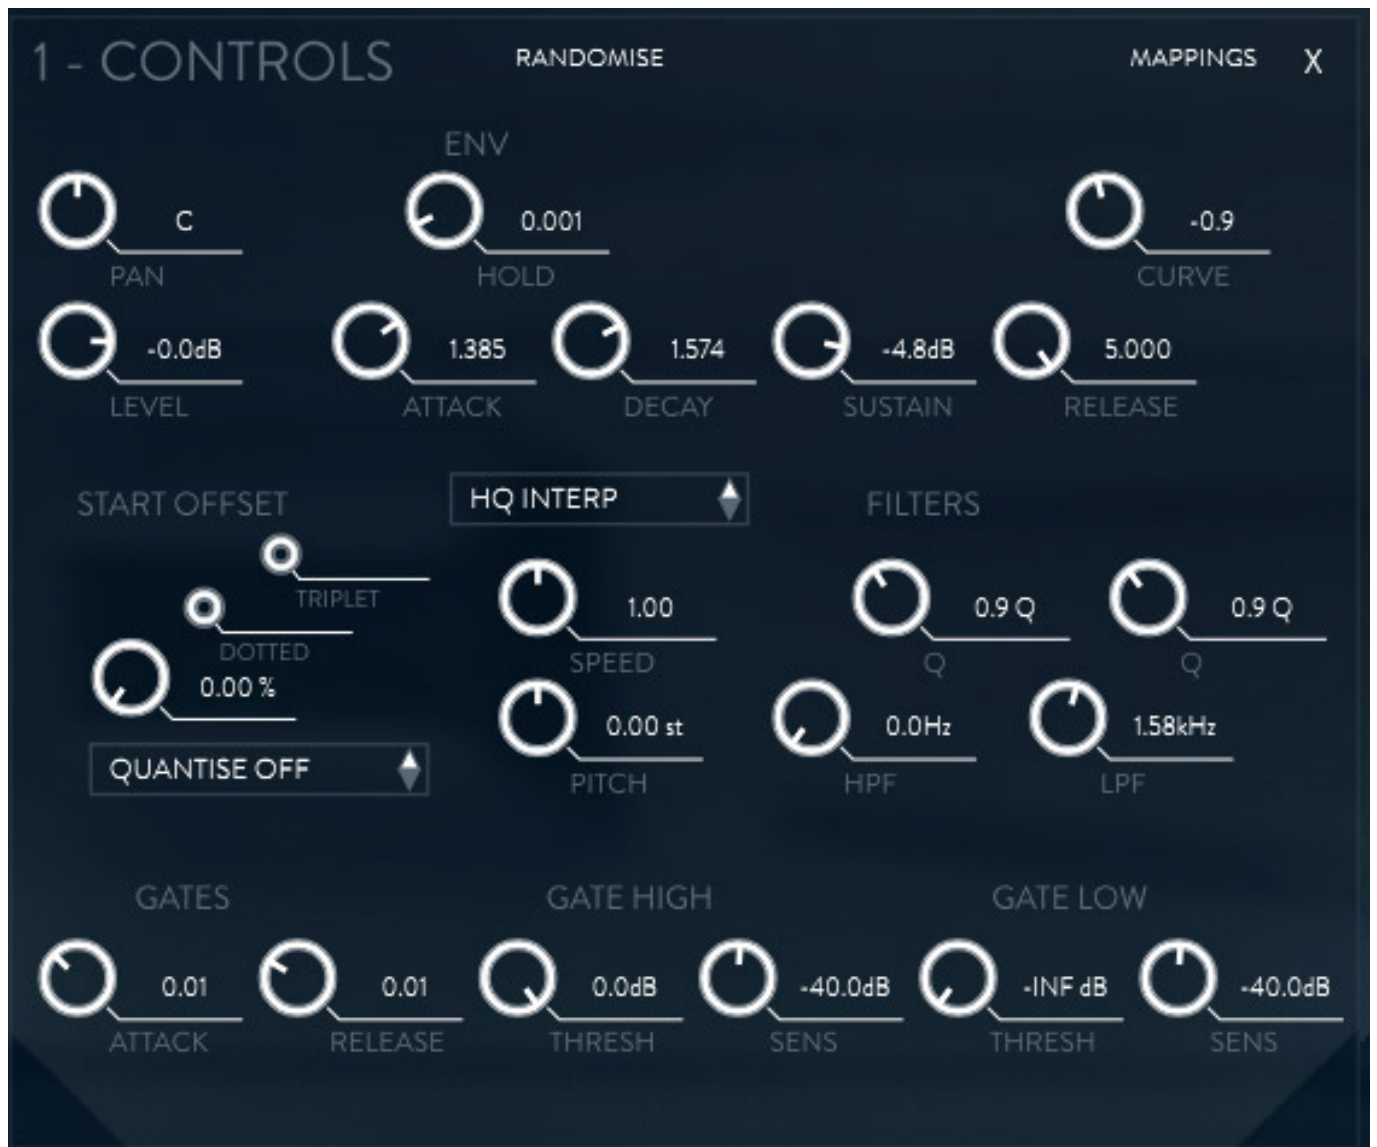 1 - CONTROLS RANDOMISE MAPPINGS X
ENV
C 0.001 -0.9
PAN HOLD CURVE
-0.0dB 1.385 1.574 -4.8dB 5.000
LEVEL ATTACK DECAY SUSTAIN RELEASE
START OFFSET HQ INTERP FILTERS
TRIPLET 1.00 0.9 Q 0.9 Q
DOTTED SPEED Q Q
0.00 % 0.00 st 0.0Hz 1.58kHz
QUANTISE OFF PITCH HPF LPF
GATES GATE HIGH GATE LOW
0.01 0.01 0.0dB -40.0dB -INF dB -40.0dB
ATTACK RELEASE THRESH SENS THRESH SENS